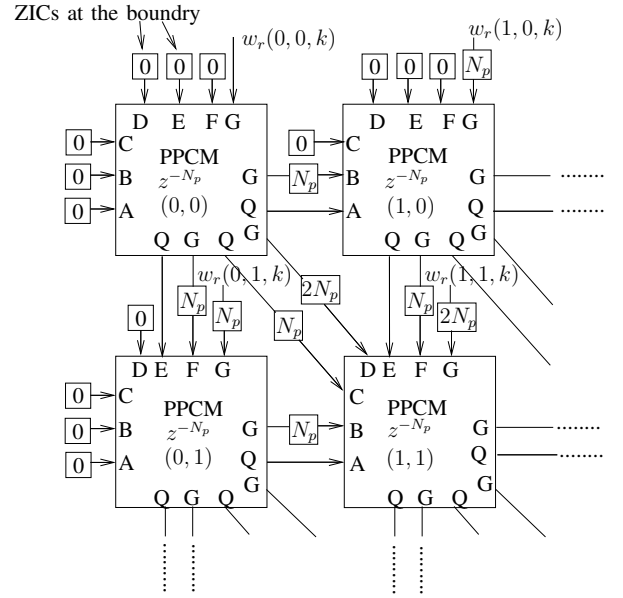 ZICs at the boundry
w_r(0, 0, k)
w_r(1, 0, k)
0 0 0
0 0 0 N_p
D E F G
D E F G
0 C
0 C
PPCM
PPCM
0 B z^{-N_p} G N_p B z^{-N_p} G ........
0 A (0, 0) Q A (1, 0) Q ........
G
G
Q G Q
Q G Q
w_r(0, 1, k)
w_r(1, 1, k)
N_p N_p 2N_p N_p 2N_p
0 N_p
D E F G
D E F G
0 C
C
PPCM
PPCM
0 B z^{-N_p} G N_p B z^{-N_p} G ........
0 A (0, 1) Q A (1, 1) Q ........
G
G
Q G Q
Q G Q